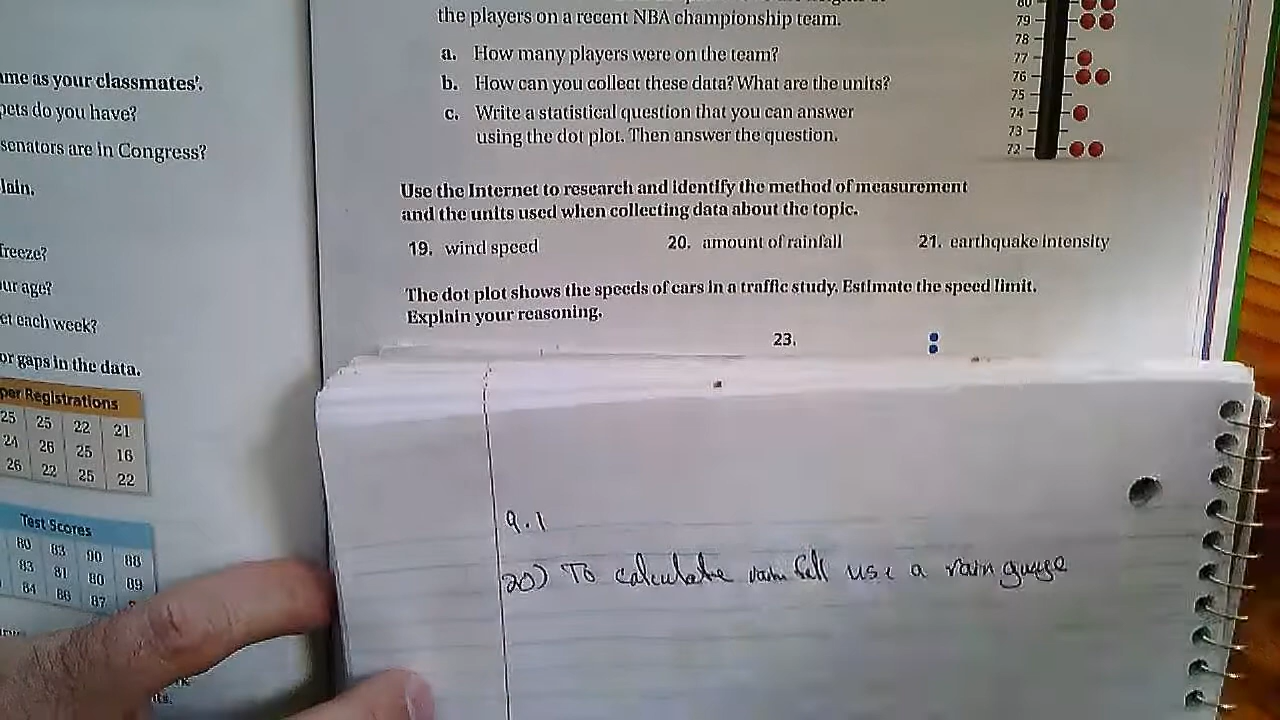 ame as your classmates'.
pets do you have?
senators are in Congress?
lain.
freeze?
ur age?
et each week?
or gaps in the data.
per Registrations
25 25 22 21
24 26 25 16
26 22 25 22
Test Scores
80 83 90 88
83 81 80 89
84 86 87
the players on a recent NBA championship team.
a. How many players were on the team?
b. How can you collect these data? What are the units?
c. Write a statistical question that you can answer
using the dot plot. Then answer the question.
80
79
78
77
76
75
74
73
72
Use the Internet to research and identify the method of measurement
and the units used when collecting data about the topic.
19. wind speed 20. amount of rainfall 21. earthquake intensity
The dot plot shows the speeds of cars in a traffic study. Estimate the speed limit.
Explain your reasoning.
23.
9.1
20) To calculate rain fall use a rain guage